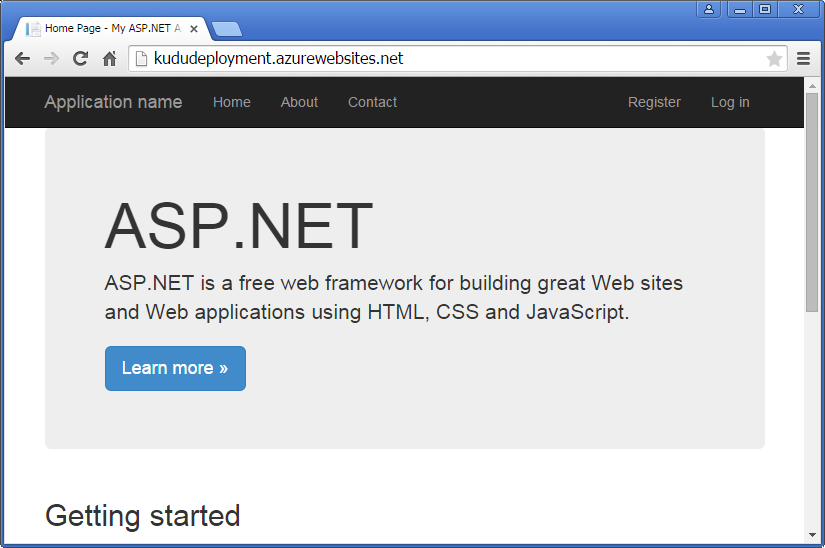 Home Page - My ASP.NET A
kududeployment.azurewebsites.net
Application name Home About Contact Register Log in
ASP.NET
ASP.NET is a free web framework for building great Web sites
and Web applications using HTML, CSS and JavaScript.
Learn more »
Getting started